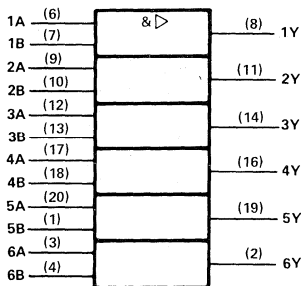 1A (6) & ▷ (8) 1Y
1B (7)
2A (9) (11) 2Y
2B (10)
3A (12) (14) 3Y
3B (13)
4A (17) (16) 4Y
4B (18)
5A (20) (19) 5Y
5B (1)
6A (3) (2) 6Y
6B (4)